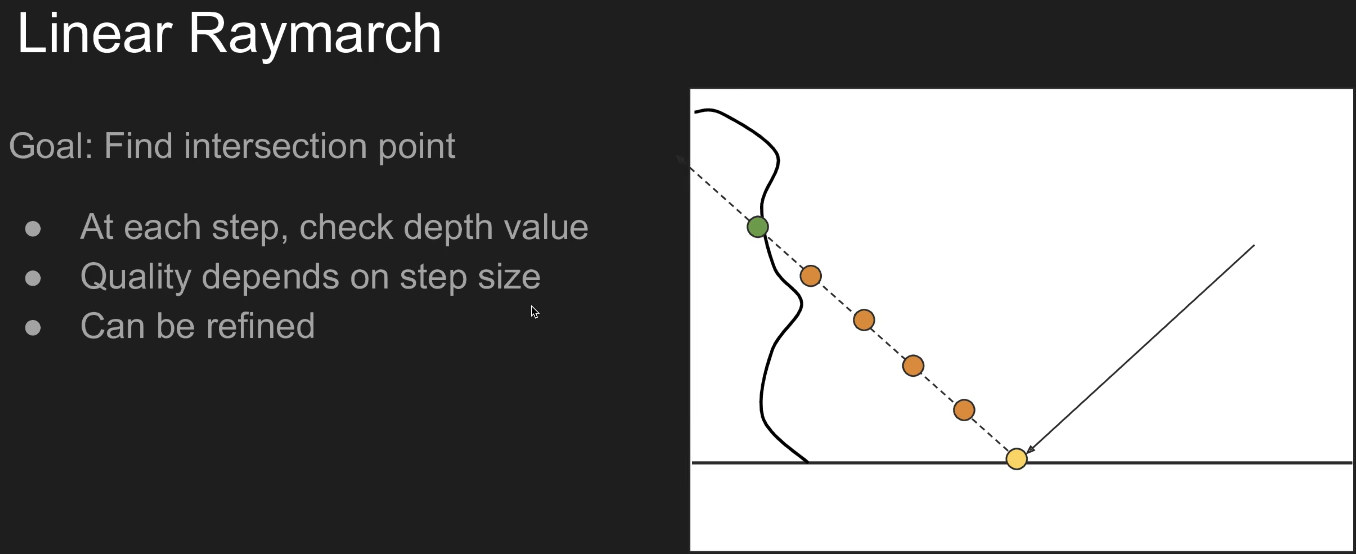 Linear Raymarch
Goal: Find intersection point
● At each step, check depth value
● Quality depends on step size
● Can be refined